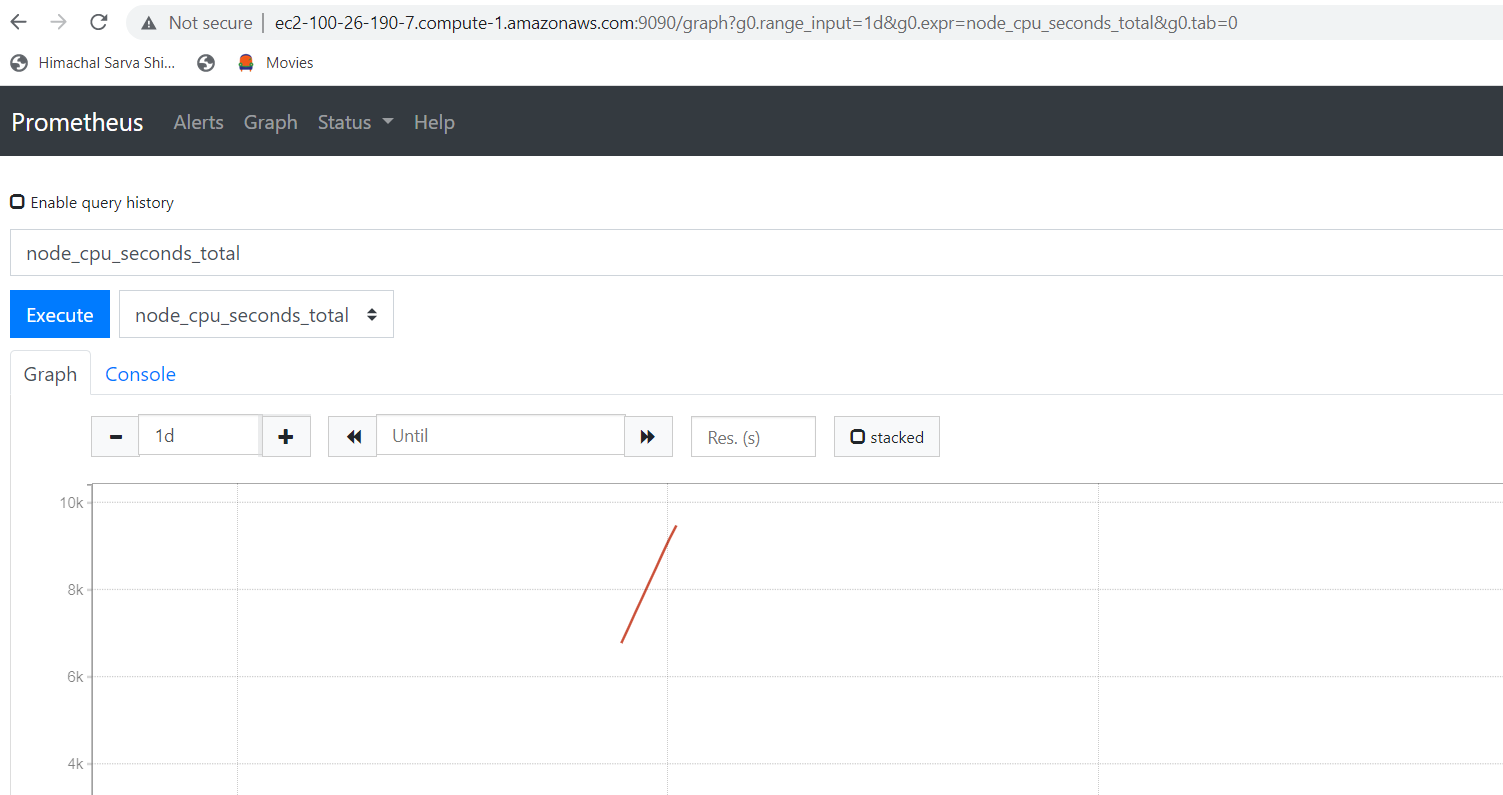 Not secure | ec2-100-26-190-7.compute-1.amazonaws.com:9090/graph?g0.range_input=1d&g0.expr=node_cpu_seconds_total&g0.tab=0
Himachal Sarva Shi... Movies
Prometheus Alerts Graph Status Help
Enable query history
node_cpu_seconds_total
Execute node_cpu_seconds_total
Graph Console
1d Until Res. (s) stacked
10k
8k
6k
4k